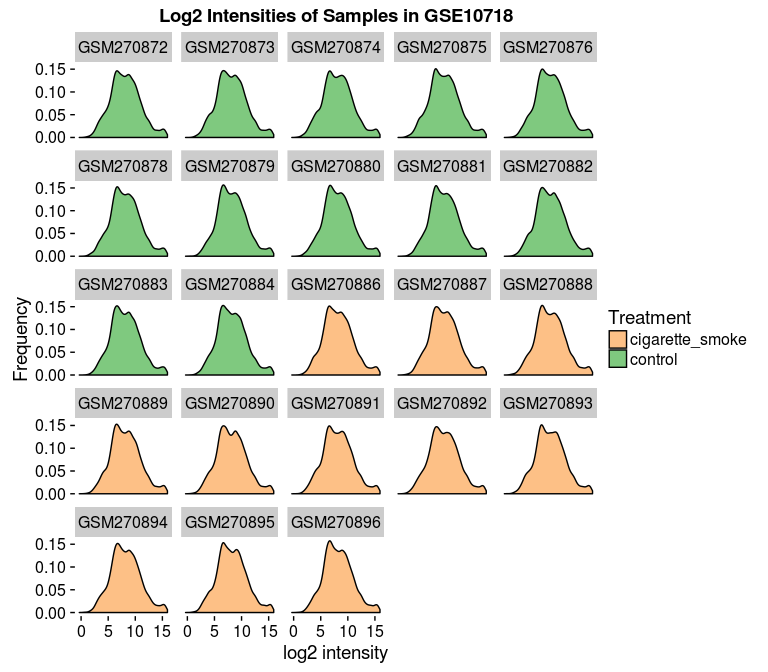 Log2 Intensities of Samples in GSE10718
GSM270872 GSM270873 GSM270874 GSM270875 GSM270876
0.15
0.10
0.05
0.00
GSM270878 GSM270879 GSM270880 GSM270881 GSM270882
0.15
0.10
0.05
0.00
GSM270883 GSM270884 GSM270886 GSM270887 GSM270888
0.15
0.10
0.05
0.00
GSM270889 GSM270890 GSM270891 GSM270892 GSM270893
0.15
0.10
0.05
0.00
GSM270894 GSM270895 GSM270896
0.15
0.10
0.05
0.00
0 5 10 15 0 5 10 15 0 5 10 15
log2 intensity
Frequency
Treatment
cigarette_smoke
control